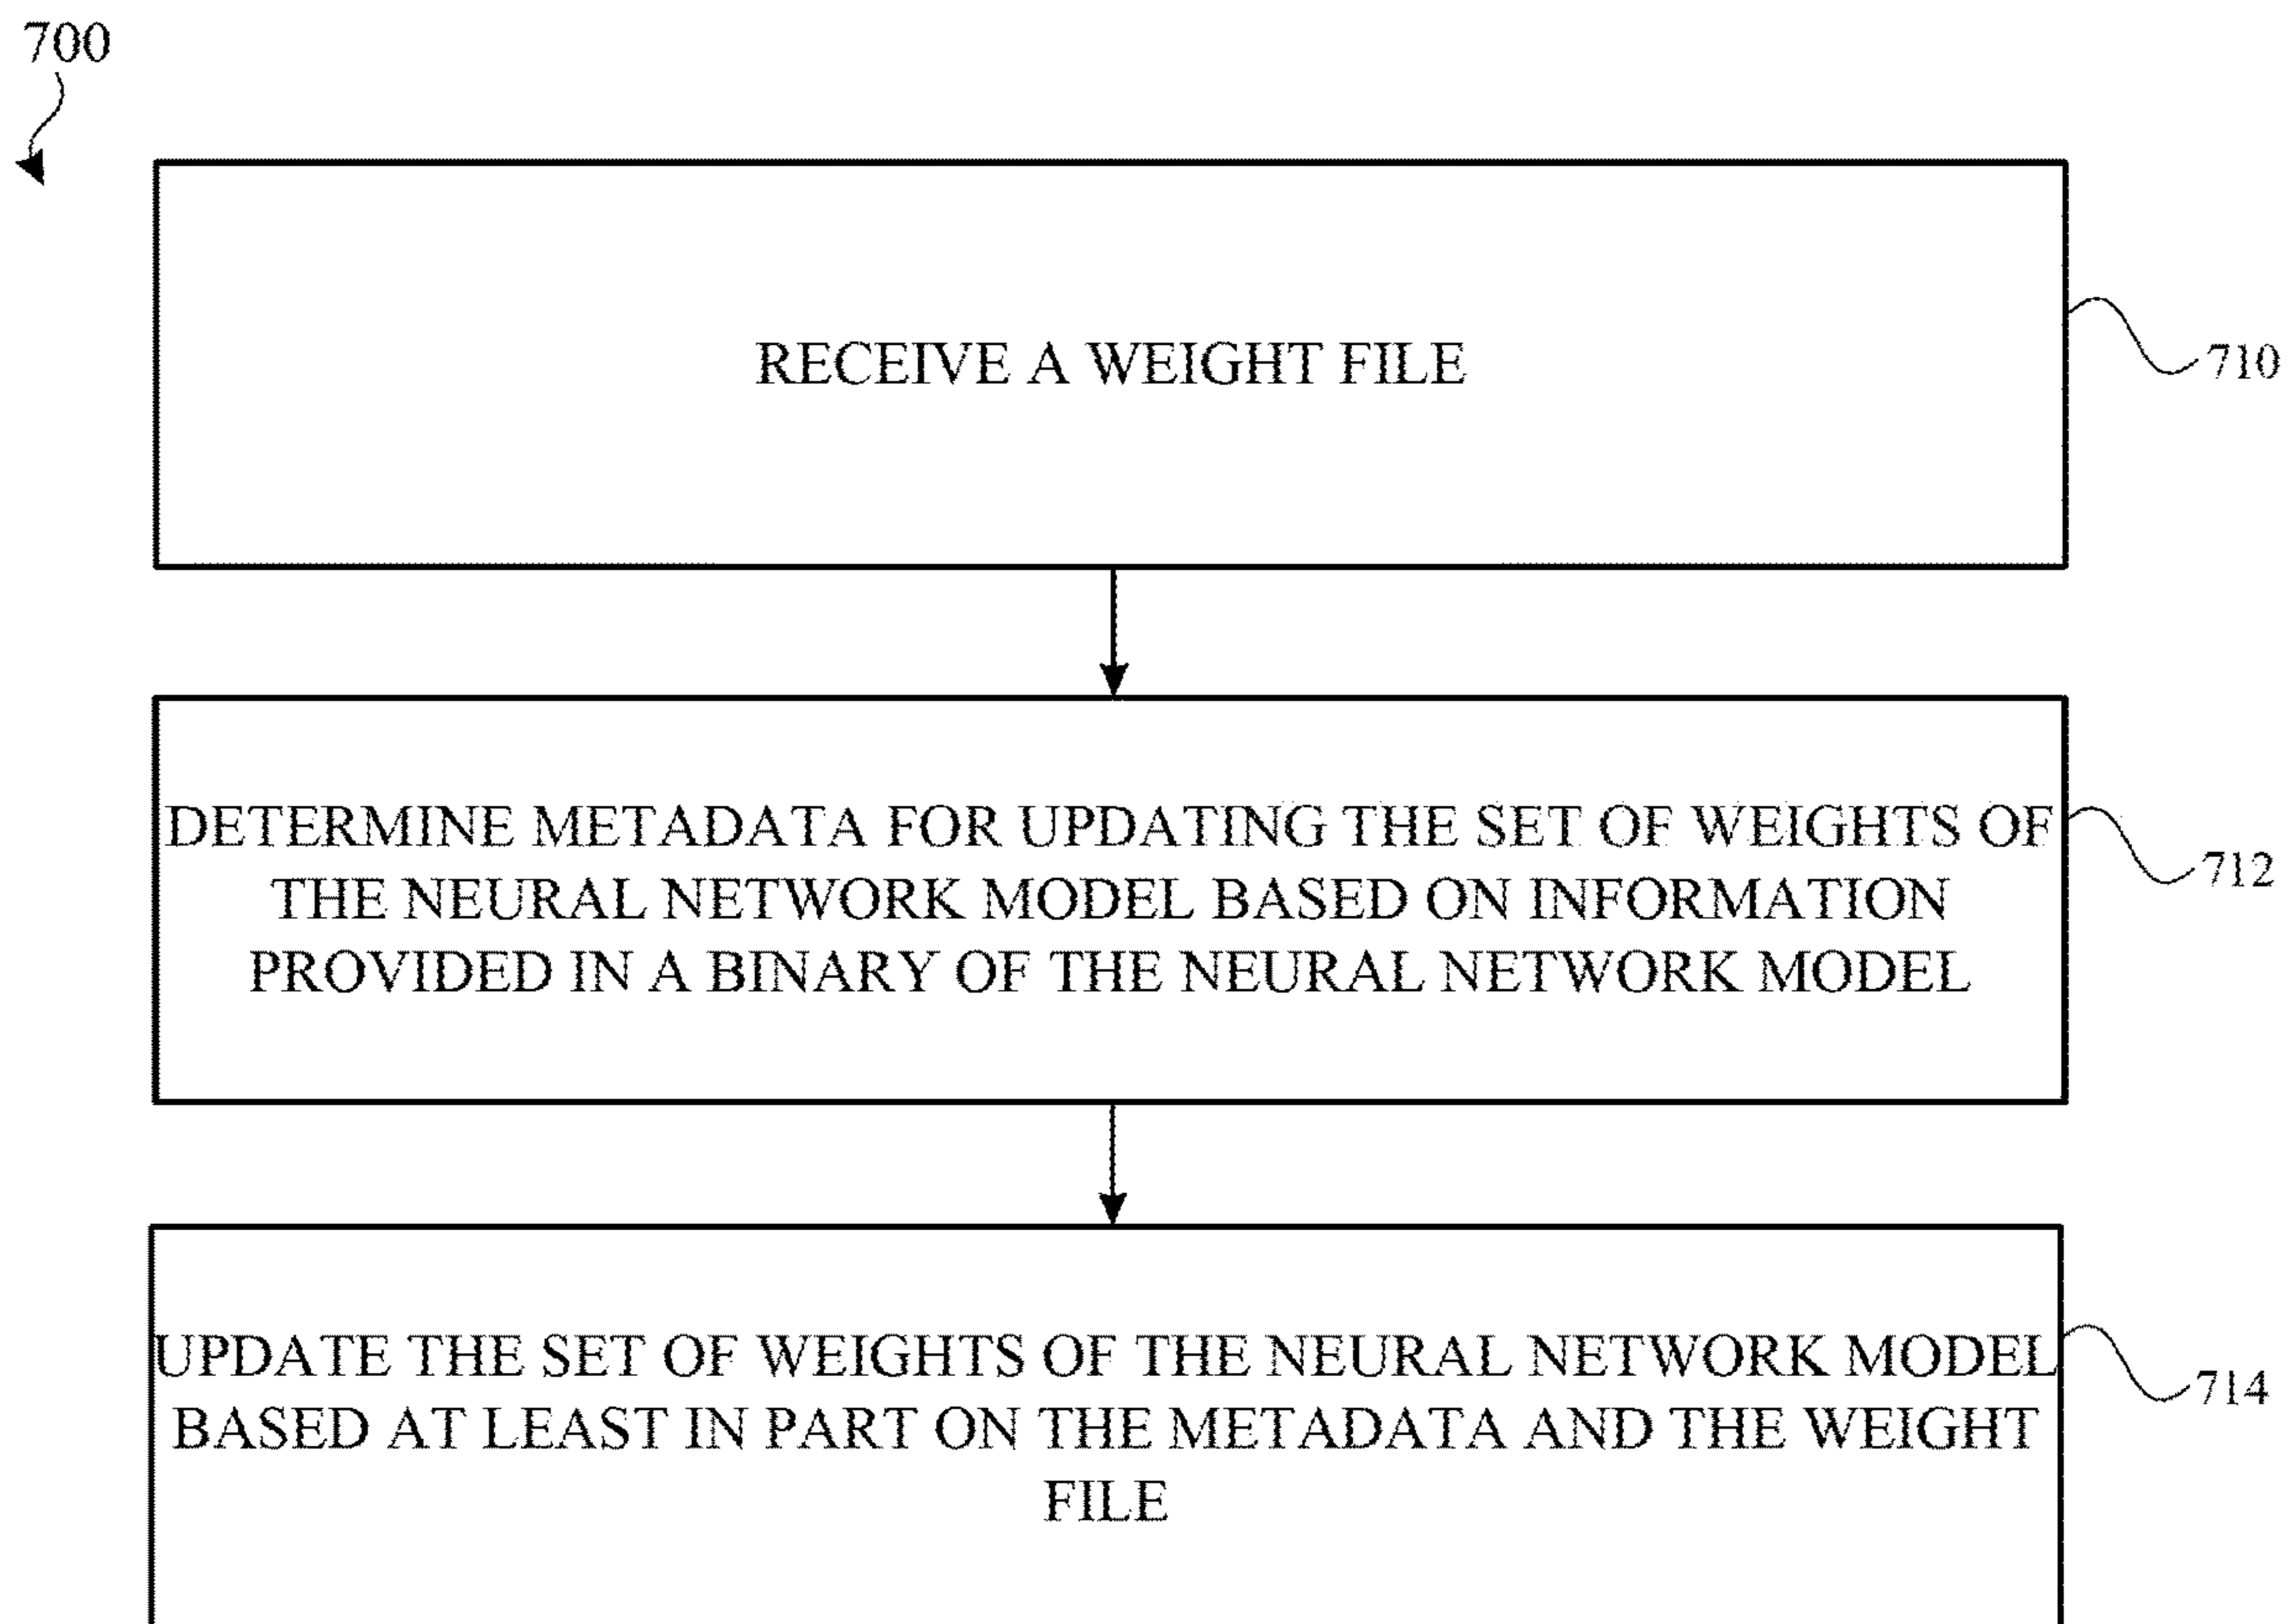 700
RECEIVE A WEIGHT FILE
710
DETERMINE METADATA FOR UPDATING THE SET OF WEIGHTS OF
THE NEURAL NETWORK MODEL BASED ON INFORMATION
PROVIDED IN A BINARY OF THE NEURAL NETWORK MODEL
712
UPDATE THE SET OF WEIGHTS OF THE NEURAL NETWORK MODEL
BASED AT LEAST IN PART ON THE METADATA AND THE WEIGHT
FILE
714